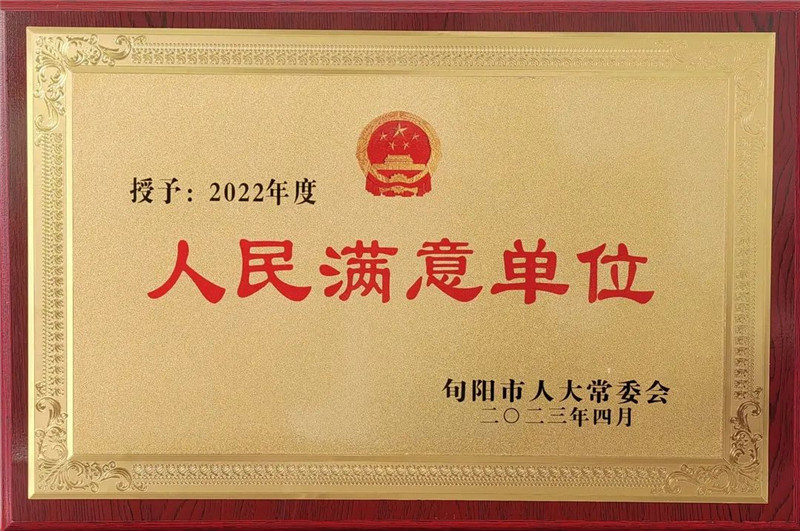 授予：2022年度
人民满意单位
旬阳市人大常委会
二〇二三年四月